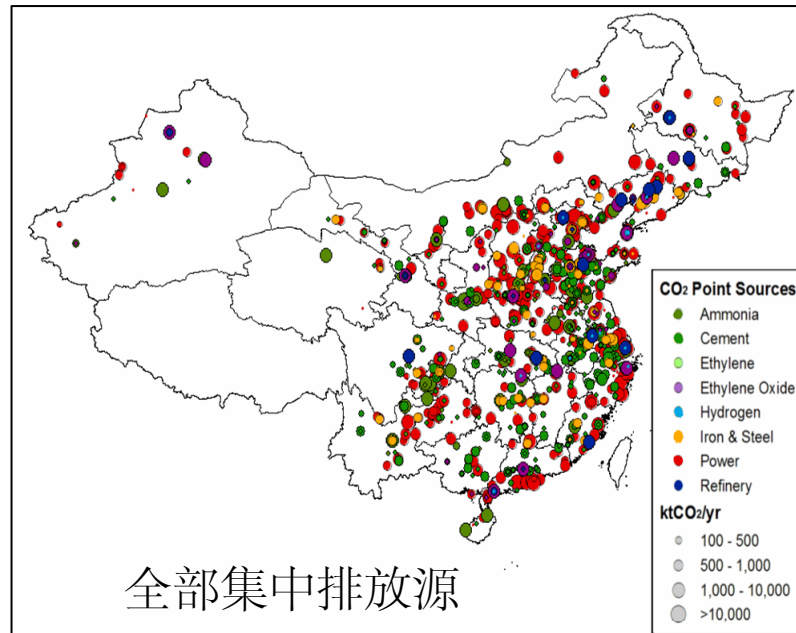 CO₂ Point Sources
Ammonia
Cement
Ethylene
Ethylene Oxide
Hydrogen
Iron & Steel
Power
Refinery
ktCO₂/yr
100 - 500
500 - 1,000
1,000 - 10,000
>10,000
全部集中排放源